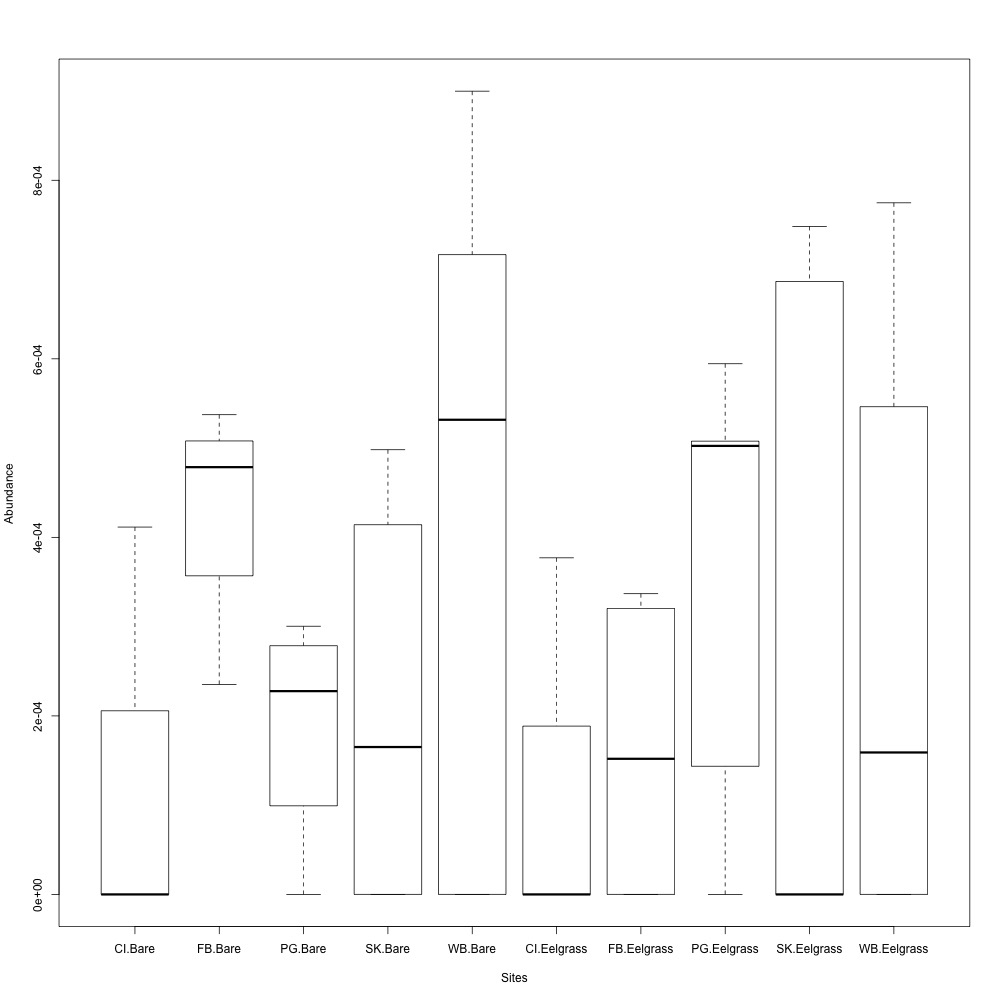 Abundance
8e-04
6e-04
4e-04
2e-04
0e+00
CI.Bare FB.Bare PG.Bare SK.Bare WB.Bare CI.Eelgrass FB.Eelgrass PG.Eelgrass SK.Eelgrass WB.Eelgrass
Sites